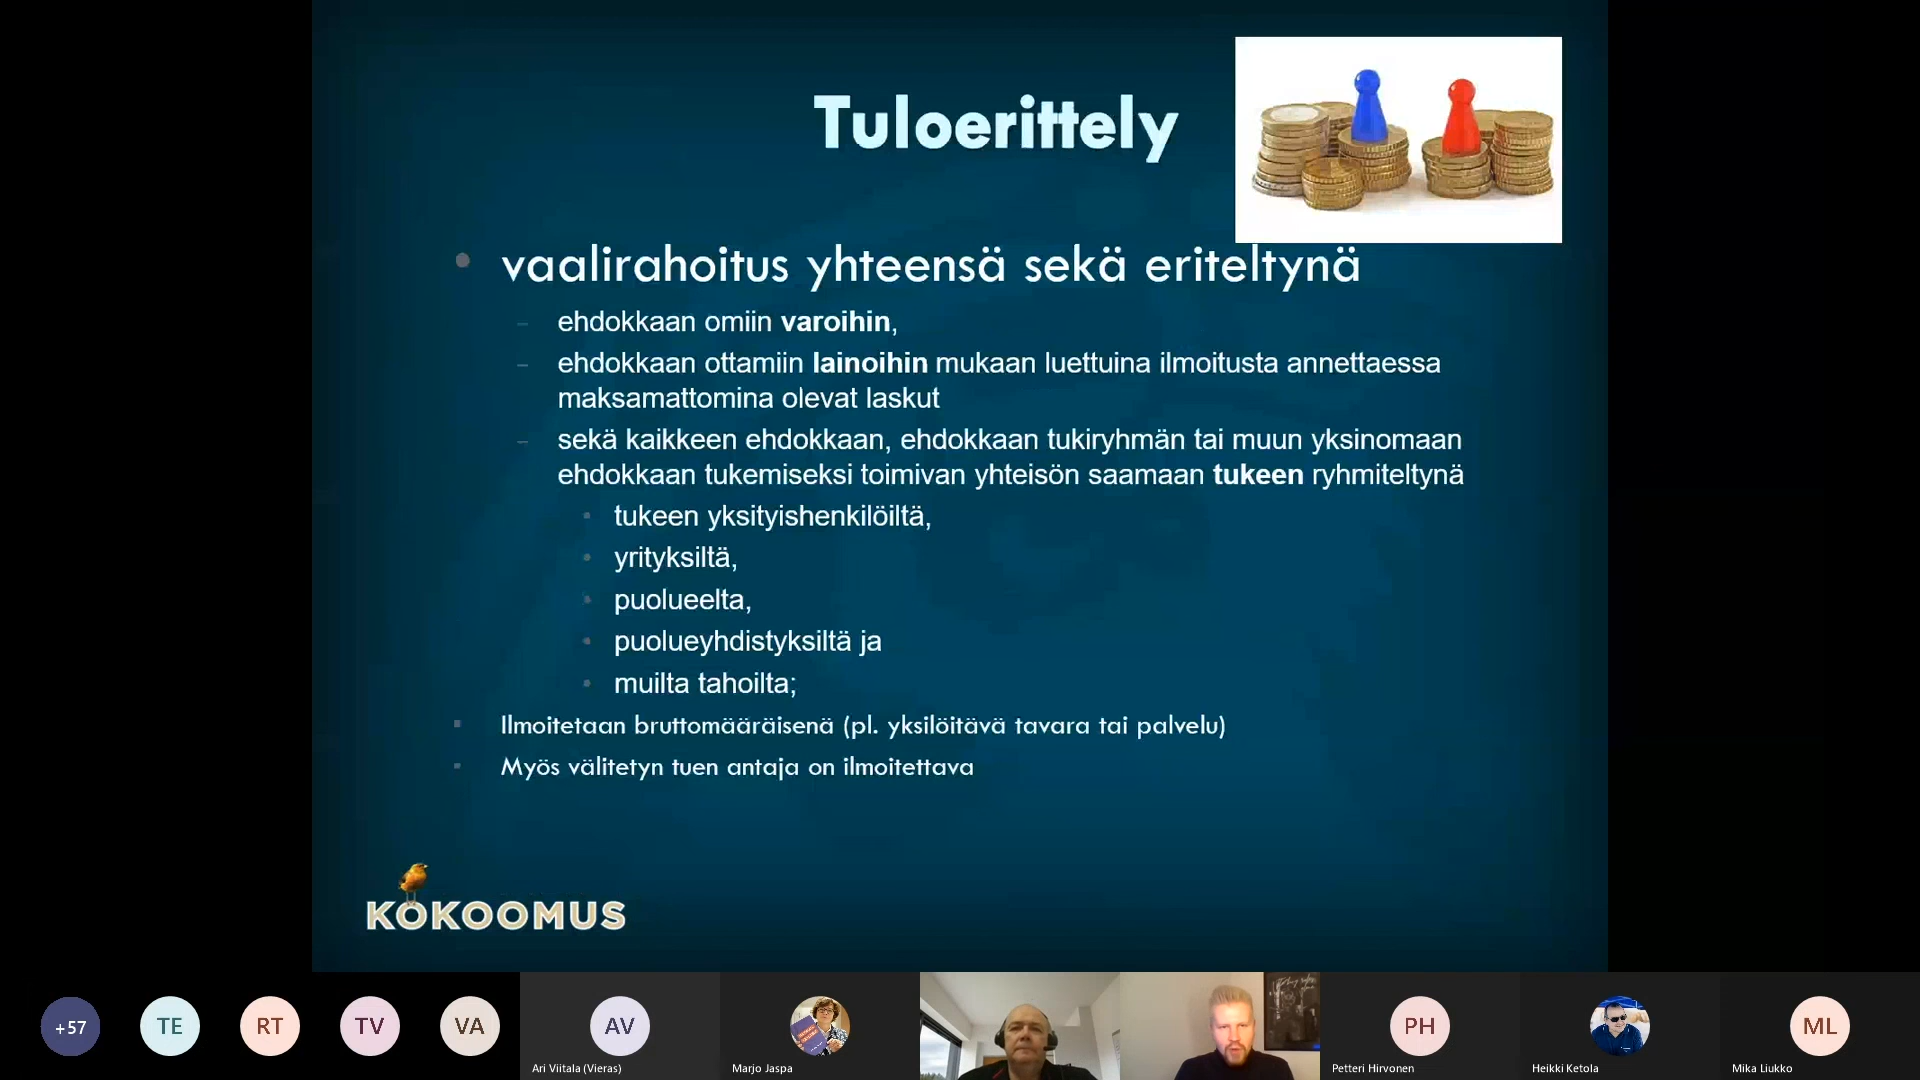 Tuloerittely
• vaalirahoitus yhteensä sekä eriteltynä
– ehdokkaan omiin varoihin,
– ehdokkaan ottamiin lainoihin mukaan luettuina ilmoitusta annettaessa
maksamattomina olevat laskut
– sekä kaikkeen ehdokkaan, ehdokkaan tukiryhmän tai muun yksinomaan
ehdokkaan tukemiseksi toimivan yhteisön saamaan tukeen ryhmiteltynä
• tukeen yksityishenkilöiltä,
• yrityksiltä,
• puolueelta,
• puolueyhdistyksiltä ja
• muilta tahoilta;
▪ Ilmoitetaan bruttomääräisenä (pl. yksilöitävä tavara tai palvelu)
▪ Myös välitetyn tuen antaja on ilmoitettava
KOKOOMUS
+57
TE
RT
TV
VA
AV
PH
ML
Ari Viitala (Vieras)
Marjo Jaspa
Petteri Hirvonen
Heikki Ketola
Mika Liukko